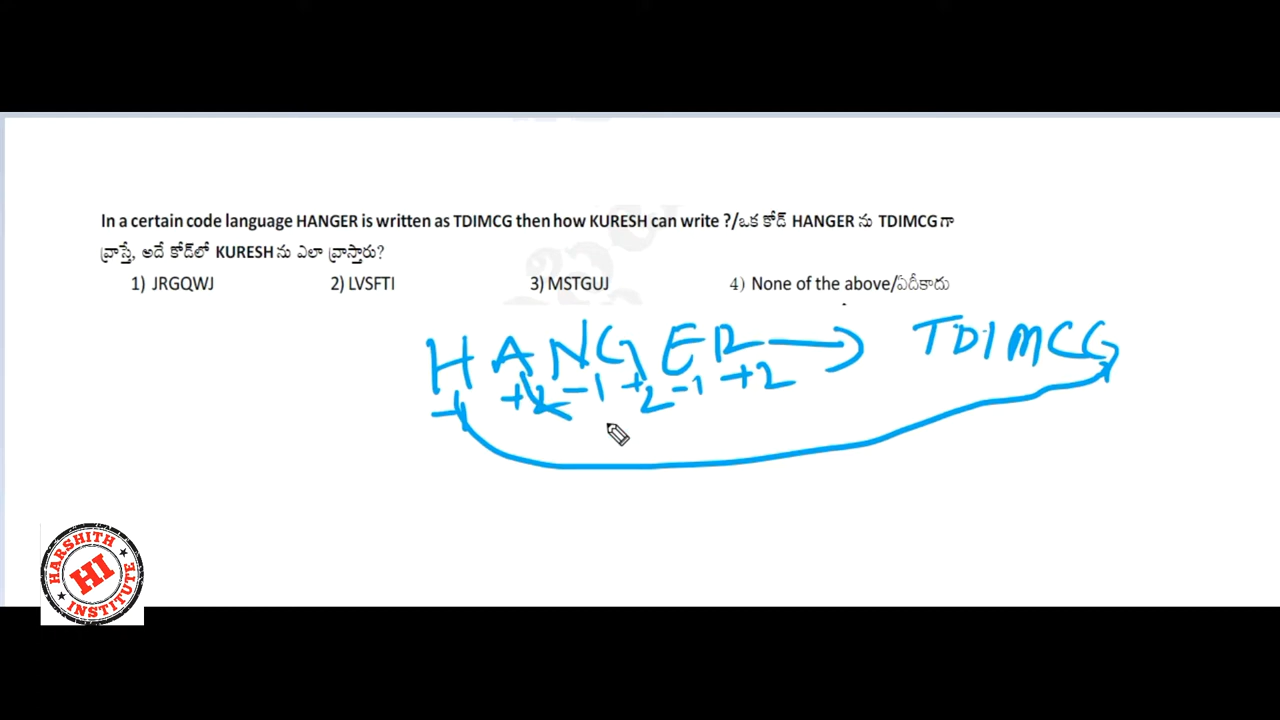 In a certain code language HANGER is written as TDIMCG then how KURESH can write ?/ఒక కోడ్ HANGER ను TDIMCG గా
వ్రాస్తే, అదే కోడ్‌లో KURESH ను ఎలా వ్రాస్తారు?
1) JRGQWJ 2) LVSFTI 3) MSTGUJ 4) None of the above/ఏదీకాదు
HANGER → TDIMCG
-1 +2 -1 +2 -1 +2
HARSHITH
HI
INSTITUTE